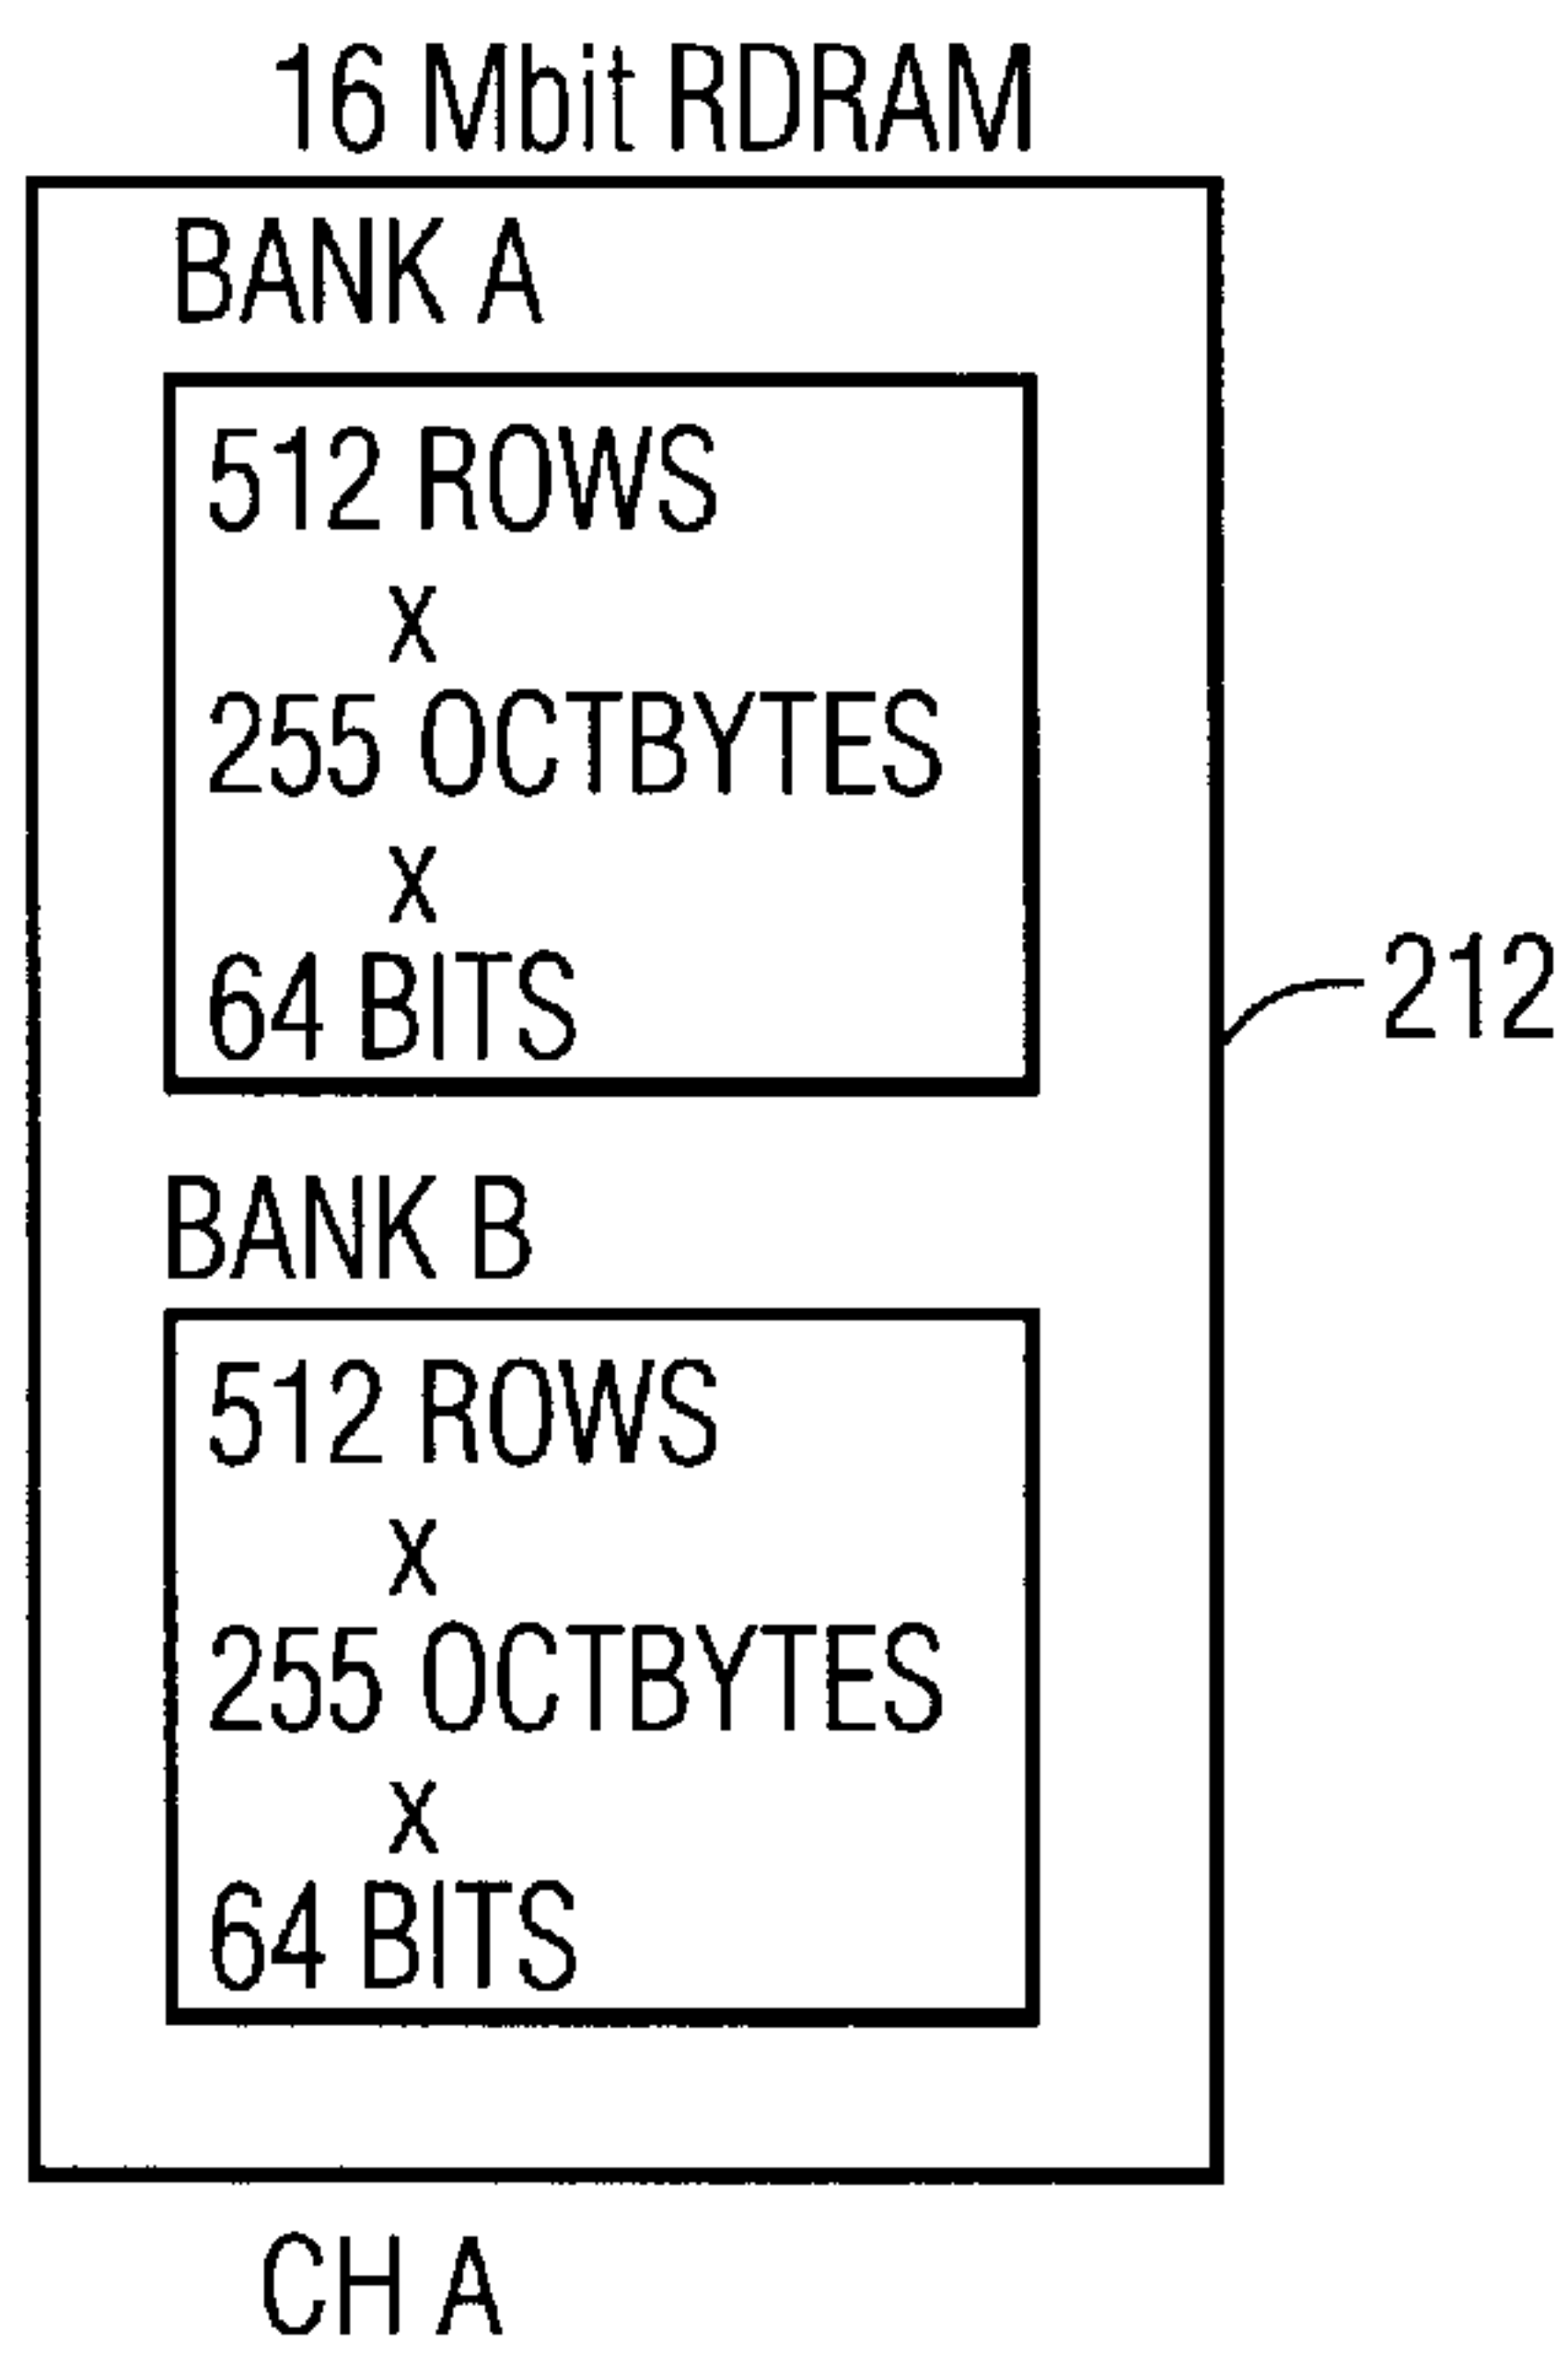 16 Mbit RDRAM
BANK A
512 ROWS
x
255 OCTBYTES
x
64 BITS
212
BANK B
512 ROWS
x
255 OCTBYTES
x
64 BITS
CH A